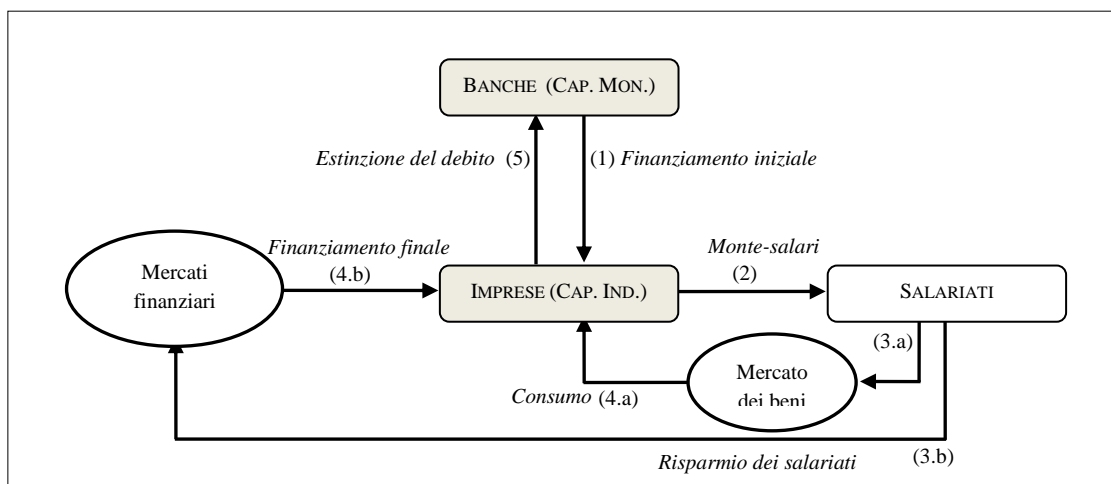 BANCHE (CAP. MON.)
Estinzione del debito (5)
(1) Finanziamento iniziale
Finanziamento finale
(4.b)
Monte-salari
(2)
Mercati
finanziari
IMPRESE (CAP. IND.)
SALARIATI
(3.a)
Mercato
dei beni
Consumo (4.a)
Risparmio dei salariati
(3.b)